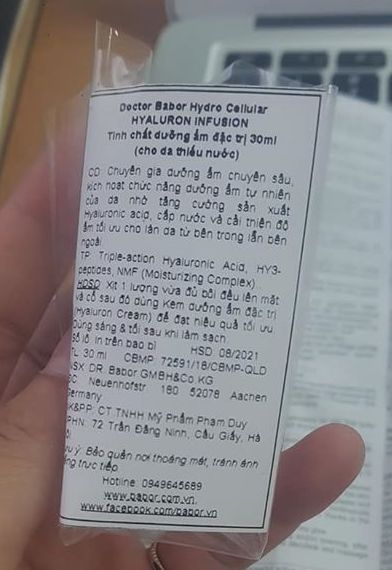 Doctor Babor Hydro Cellular
HYALURON INFUSION
Tinh chất dưỡng ẩm đặc trị 30ml
(cho da thiếu nước)
CD: Chuyên gia dưỡng ẩm chuyên sâu,
kích hoạt chức năng dưỡng ẩm tự nhiên
của da nhờ tăng cường sản xuất
Hyaluronic acid, cấp nước và cải thiện độ
ẩm tối ưu cho làn da từ bên trong lẫn bên
ngoài
TP: Triple-action Hyaluronic Acid, HY3-
peptides, NMF (Moisturizing Complex)
HDSD: Xịt 1 lượng vừa đủ bôi đều lên mặt
và cổ sau đó dùng Kem dưỡng ẩm đặc trị
(Hyaluron Cream) để đạt hiệu quả tối ưu.
Dùng sáng & tối sau khi làm sạch
Số lô: In trên bao bì HSD: 08/2021
TL: 30 ml CBMP: 72591/18/CBMP-QLD
NSX: DR. Babor GMBH&Co KG
ĐC: Neuenhofstr 180 52078 Aachen
Germany
NK&PP: CT TNHH Mỹ Phẩm Phạm Duy
VPHN: 72 Trần Đăng Ninh, Cầu Giấy, Hà
Lưu ý: Bảo quản nơi thoáng mát, tránh ánh
nắng trực tiếp.
Hotline: 0949645689
www.babor.com.vn.
www.facebook.com/babor.vn